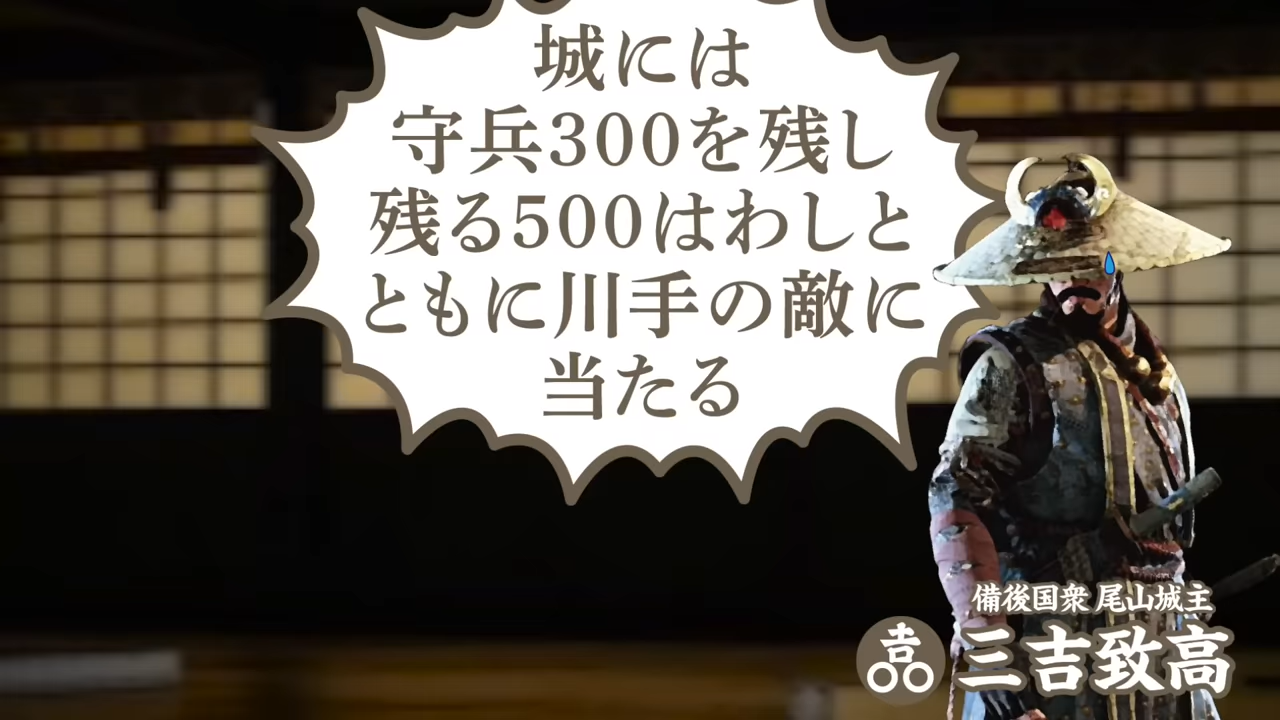 城には
守兵300を残し
残る500はわしと
ともに川手の敵に
当たる
備後国衆 尾山城主
三吉致高